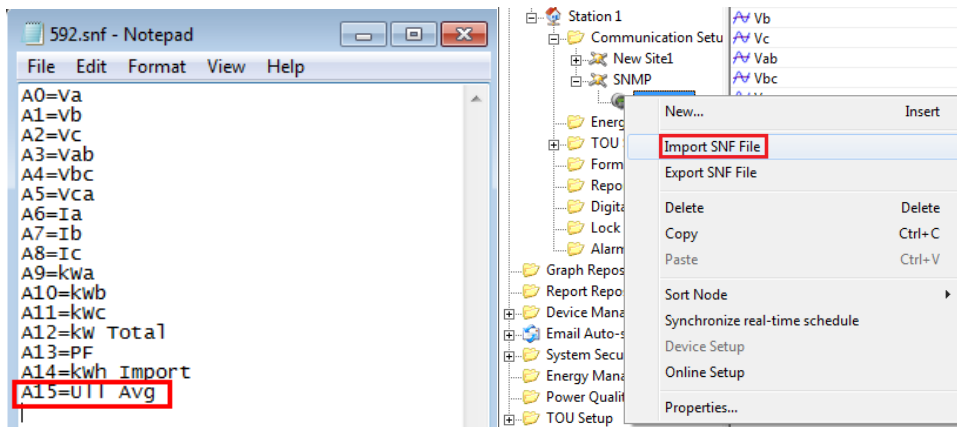 592.snf - Notepad
File Edit Format View Help
A0=Va
A1=Vb
A2=Vc
A3=Vab
A4=Vbc
A5=Vca
A6=Ia
A7=Ib
A8=Ic
A9=kWa
A10=kWb
A11=kWc
A12=kW Total
A13=PF
A14=kWh Import
A15=Ull Avg
Station 1
Communication Setu
New Site1
SNMP
Energ
TOU
Form
Repo
Digita
Lock
Alarm
Graph Repos
Report Repo
Device Mana
Email Auto-s
System Secu
Energy Mana
Power Qualit
TOU Setup
Vb
Vc
Vab
Vbc
New... Insert
Import SNF File
Export SNF File
Delete Delete
Copy Ctrl+C
Paste Ctrl+V
Sort Node
Synchronize real-time schedule
Device Setup
Online Setup
Properties...